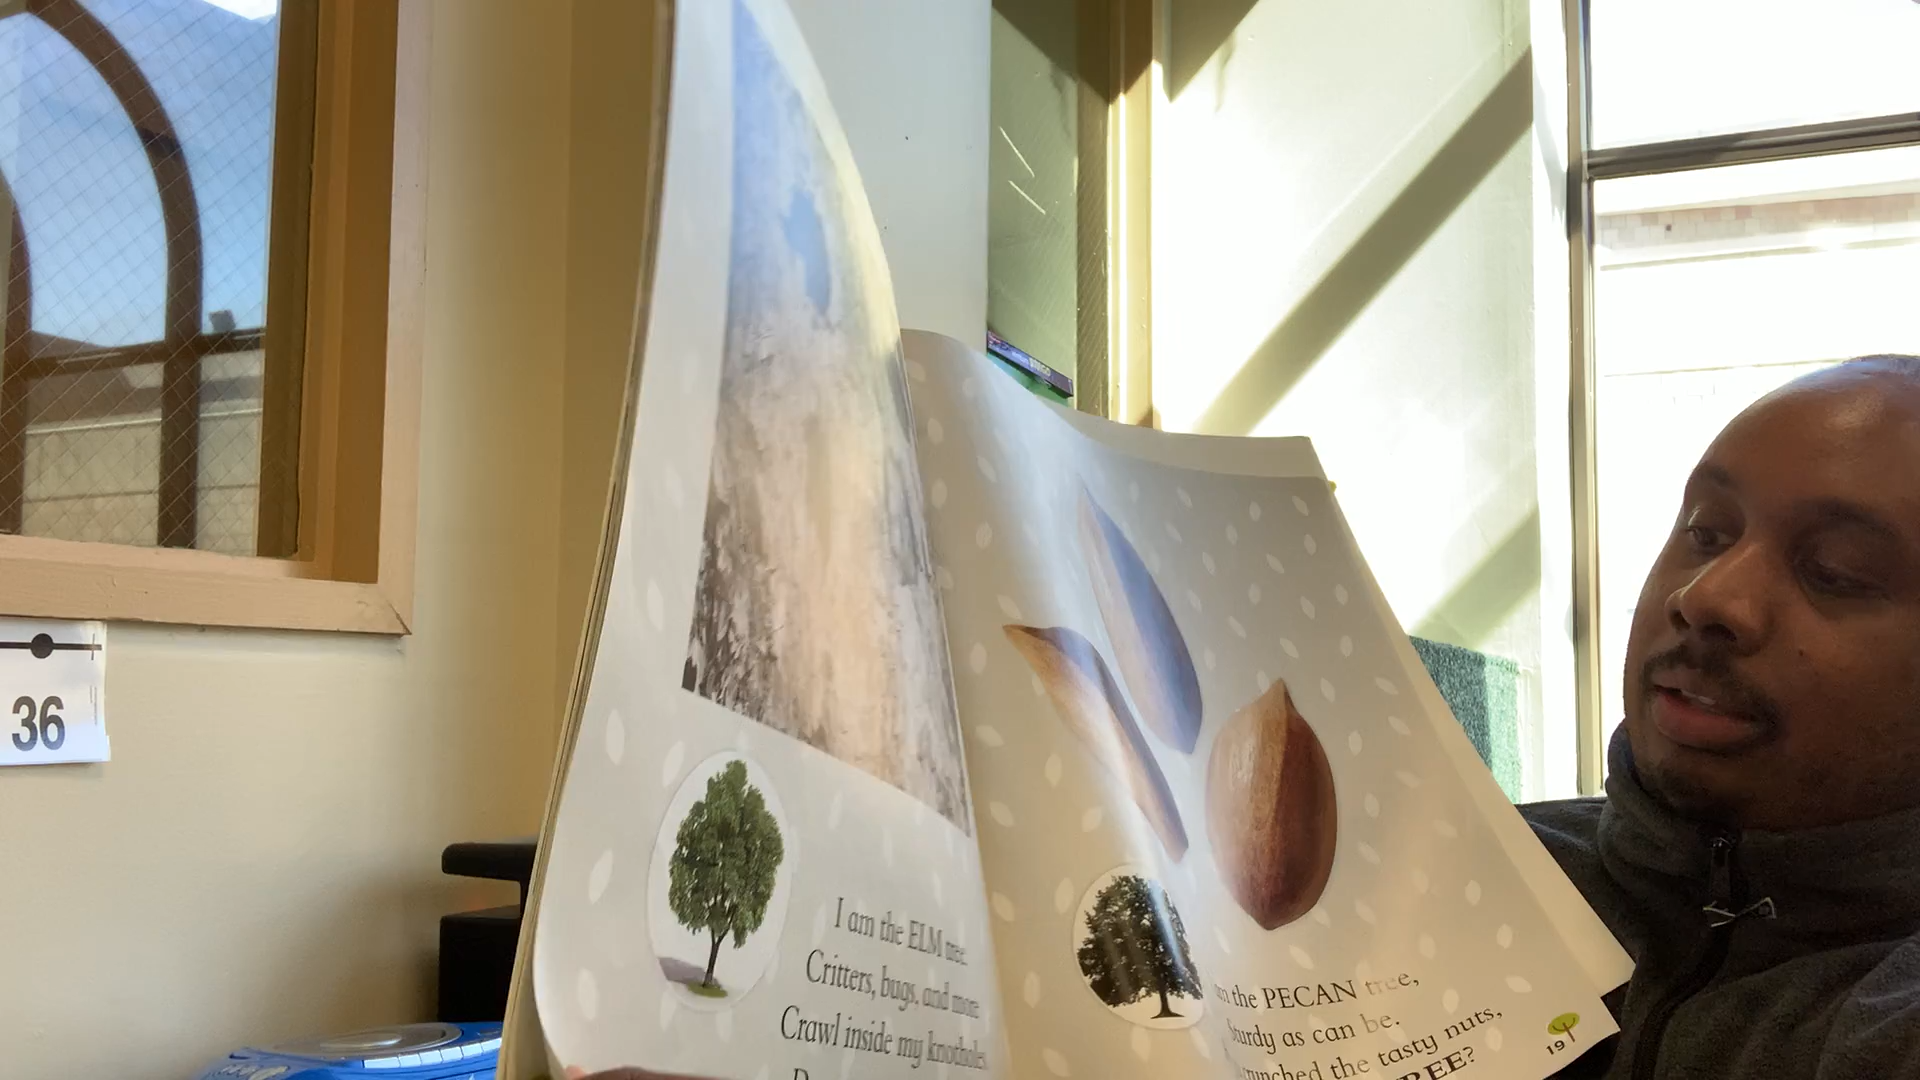 36
I am the ELM tree.
Critters, bugs, and more
Crawl inside my knotholes
the PECAN tree,
Sturdy as can be.
the tasty nuts,
19